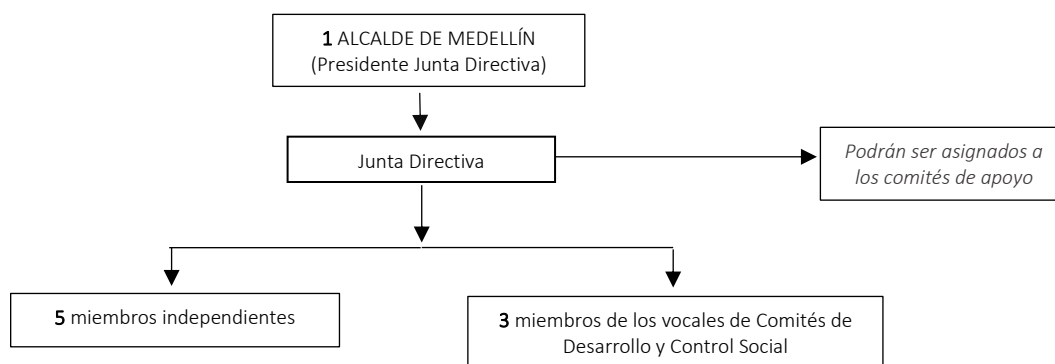 1 ALCALDE DE MEDELLÍN
(Presidente Junta Directiva)
Junta Directiva
Podrán ser asignados a
los comités de apoyo
5 miembros independientes
3 miembros de los vocales de Comités de
Desarrollo y Control Social